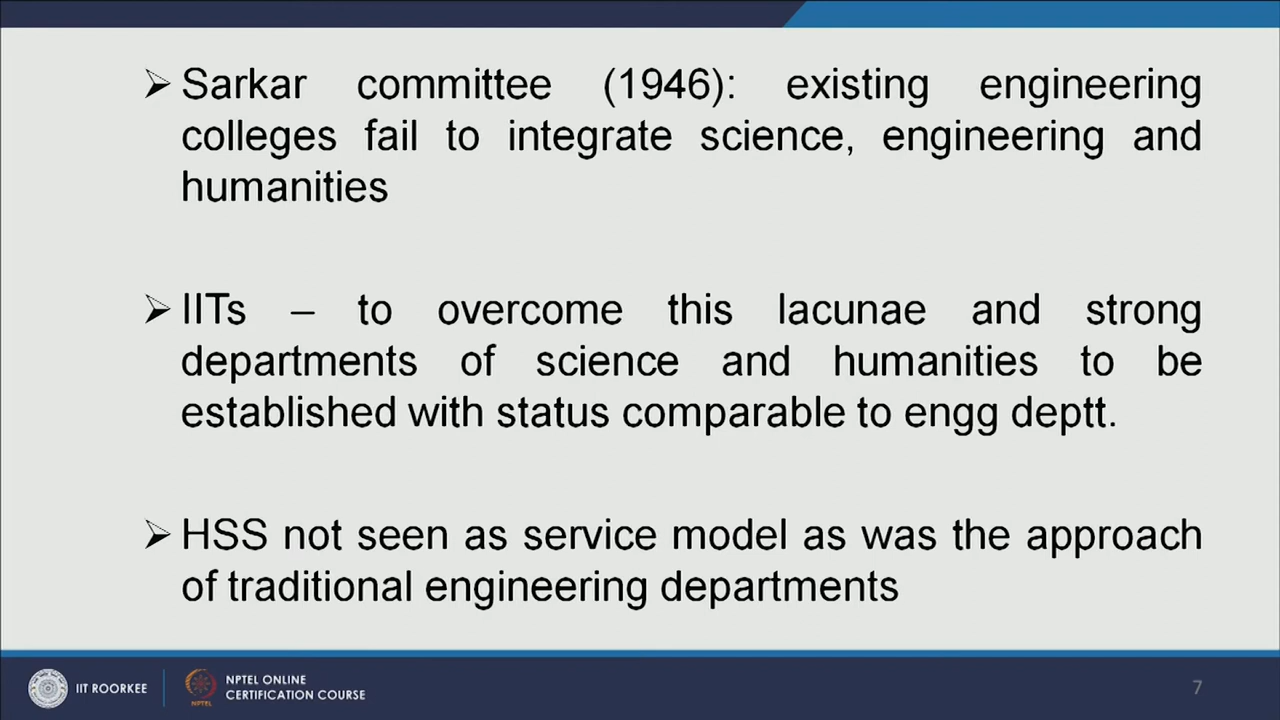 ➢ Sarkar committee (1946): existing engineering
colleges fail to integrate science, engineering and
humanities
➢ IITs – to overcome this lacunae and strong
departments of science and humanities to be
established with status comparable to engg deptt.
➢ HSS not seen as service model as was the approach
of traditional engineering departments
IIT ROORKEE
NPTEL
NPTEL ONLINE
CERTIFICATION COURSE
7